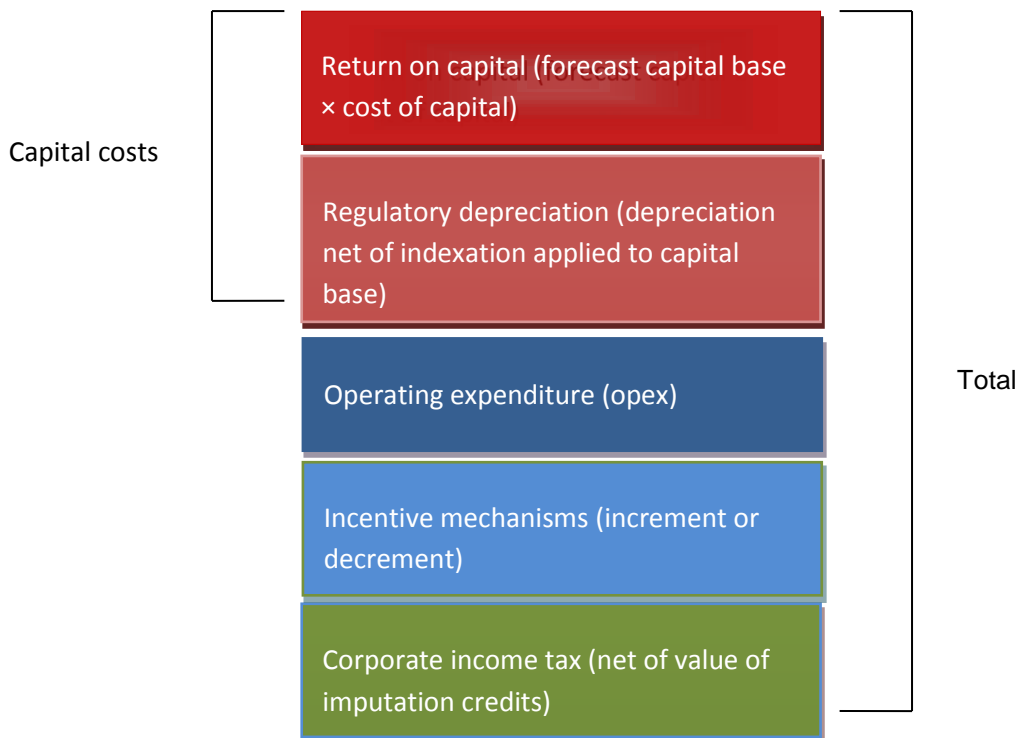 Return on capital (forecast capital base
× cost of capital)
Capital costs
Regulatory depreciation (depreciation
net of indexation applied to capital
base)
Operating expenditure (opex)
Total
Incentive mechanisms (increment or
decrement)
Corporate income tax (net of value of
imputation credits)